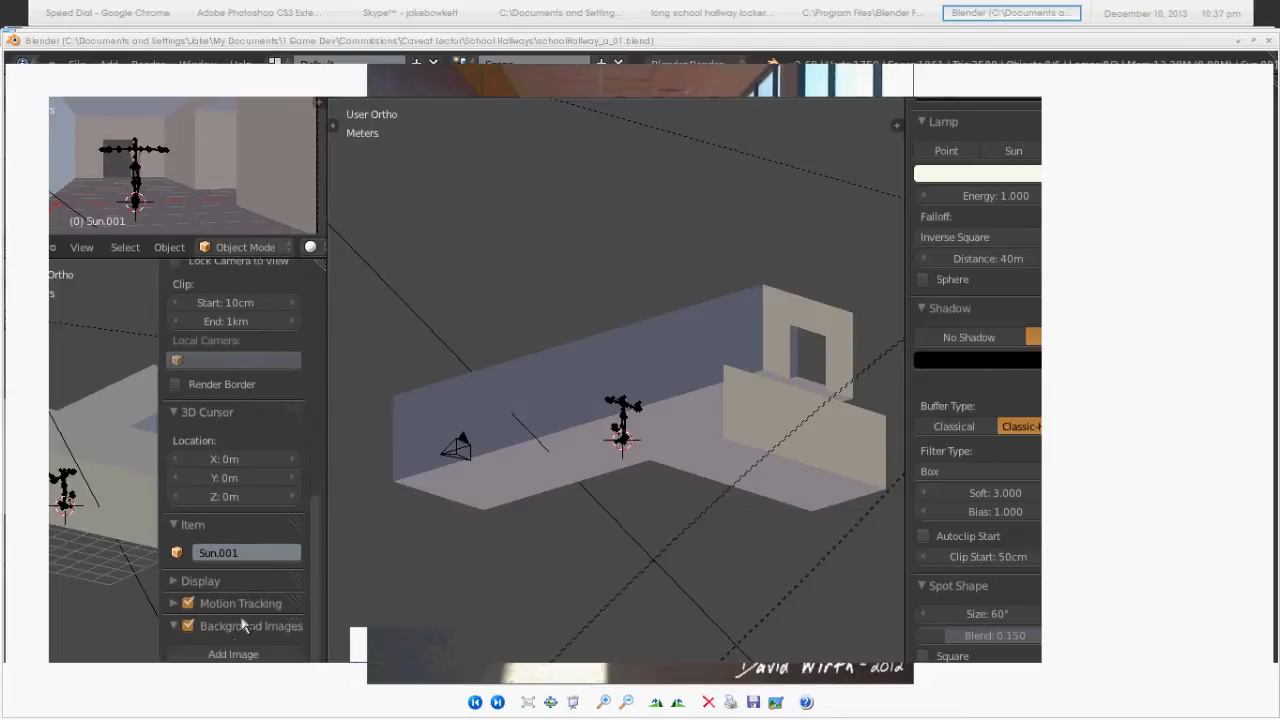 Speed Dial - Google Chrome
Adobe Photoshop CS3 Exte...
Skype™ - jakebowkett
C:\Documents and Setting...
long school hallway locker...
C:\Program Files\Blender F...
Blender (C:\Documents a...
December 16, 2013
10:37 pm
Blender (C:\Documents and Settings\Jake\My Documents\1 Game Dev\Commissions\Caveat Lector\School Hallways\schoolHallway_a_01.blend)
User Ortho
Meters
(0) Sun.001
View
Select
Object
Object Mode
Ortho
s
Lock Camera to View
Clip:
Start: 10cm
End: 1km
Local Camera:
Render Border
3D Cursor
Location:
X: 0m
Y: 0m
Z: 0m
Item
Sun.001
Display
Motion Tracking
Background Images
Add Image
Lamp
Point
Sun
Energy: 1.000
Falloff:
Inverse Square
Distance: 40m
Sphere
Shadow
No Shadow
Buffer Type:
Classical
Classic-H
Filter Type:
Box
Soft: 3.000
Bias: 1.000
Autoclip Start
Clip Start: 50cm
Spot Shape
Size: 60°
Blend: 0.150
Square
David Wirth - 2012